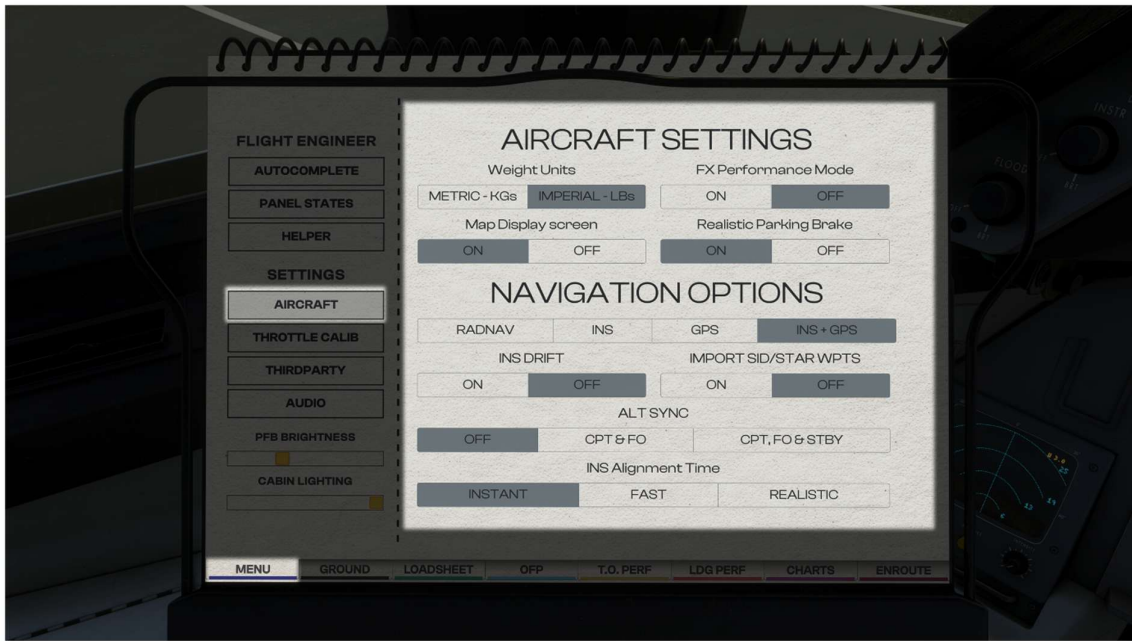 FLIGHT ENGINEER
AUTOCOMPLETE
PANEL STATES
HELPER
SETTINGS
AIRCRAFT
THROTTLE CALIB
THIRDPARTY
AUDIO
PFB BRIGHTNESS
CABIN LIGHTING
AIRCRAFT SETTINGS
Weight Units FX Performance Mode
METRIC - KGs IMPERIAL - LBs ON OFF
Map Display screen Realistic Parking Brake
ON OFF ON OFF
NAVIGATION OPTIONS
RADNAV INS GPS INS + GPS
INS DRIFT IMPORT SID/STAR WPTS
ON OFF ON OFF
ALT SYNC
OFF CPT & FO CPT, FO & STBY
INS Alignment Time
INSTANT FAST REALISTIC
MENU GROUND LOADSHEET OFP T.O. PERF LDG PERF CHARTS ENROUTE
INSTR
FLOOD